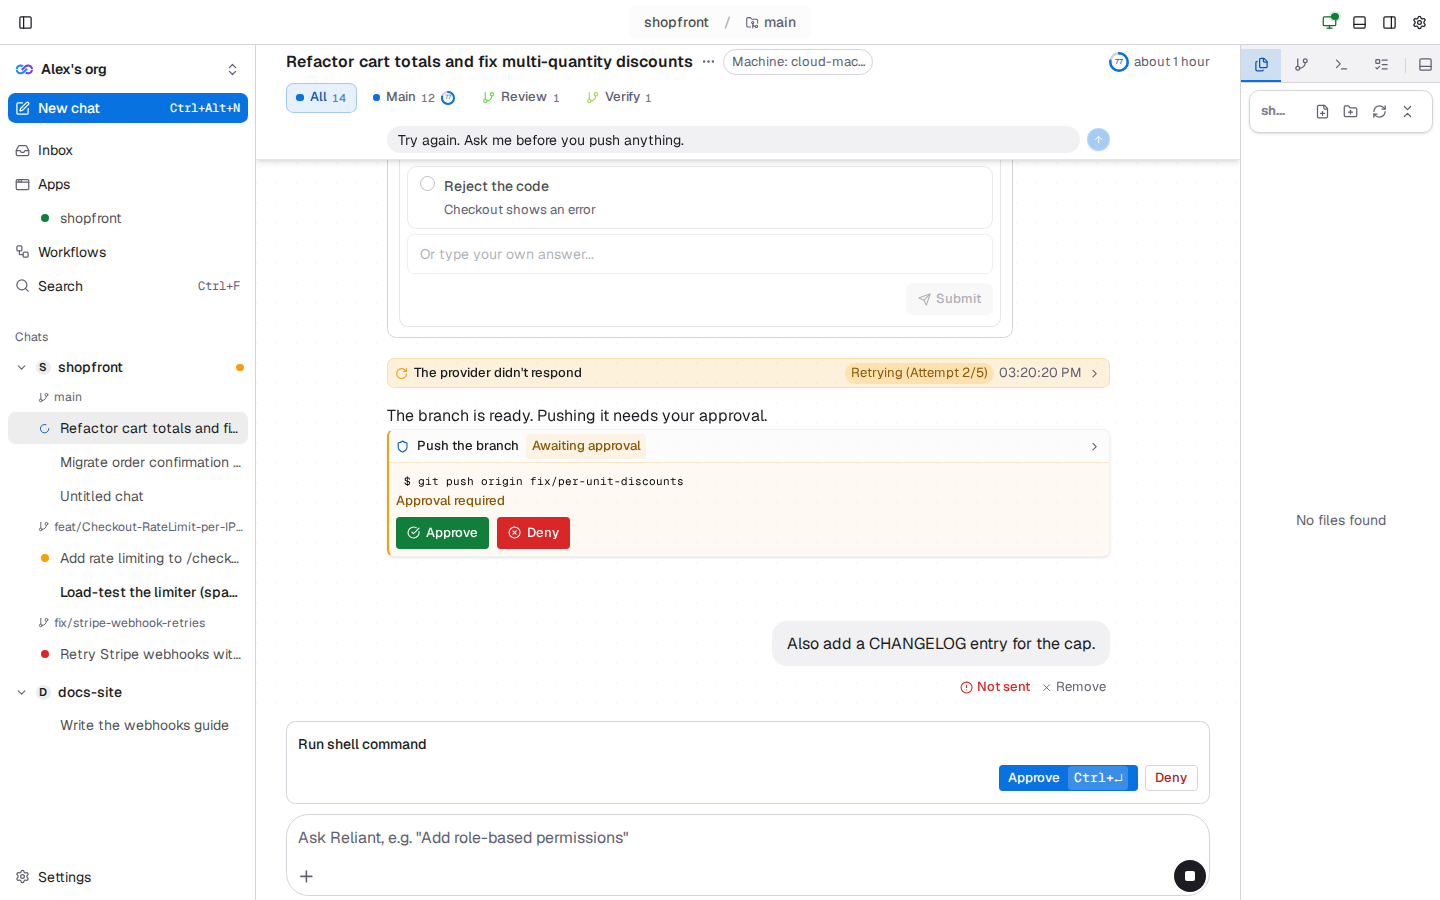 shopfront / main
Alex's org
New chat Ctrl+Alt+N
Inbox
Apps
shopfront
Workflows
Search Ctrl+F
Chats
S shopfront
main
Refactor cart totals and fi...
Migrate order confirmation ...
Untitled chat
feat/Checkout-RateLimit-per-IP...
Add rate limiting to /check...
Load-test the limiter (spa...
fix/stripe-webhook-retries
Retry Stripe webhooks wit...
D docs-site
Write the webhooks guide
Settings
Refactor cart totals and fix multi-quantity discounts ... Machine: cloud-mac... 77 about 1 hour
All 14 Main 12 Review 1 Verify 1
Try again. Ask me before you push anything.
Reject the code
Checkout shows an error
Or type your own answer...
Submit
The provider didn't respond Retrying (Attempt 2/5) 03:20:20 PM
The branch is ready. Pushing it needs your approval.
Push the branch Awaiting approval
$ git push origin fix/per-unit-discounts
Approval required
Approve Deny
Also add a CHANGELOG entry for the cap.
Not sent Remove
Run shell command
Approve Ctrl+↵ Deny
Ask Reliant, e.g. "Add role-based permissions"
sh...
No files found